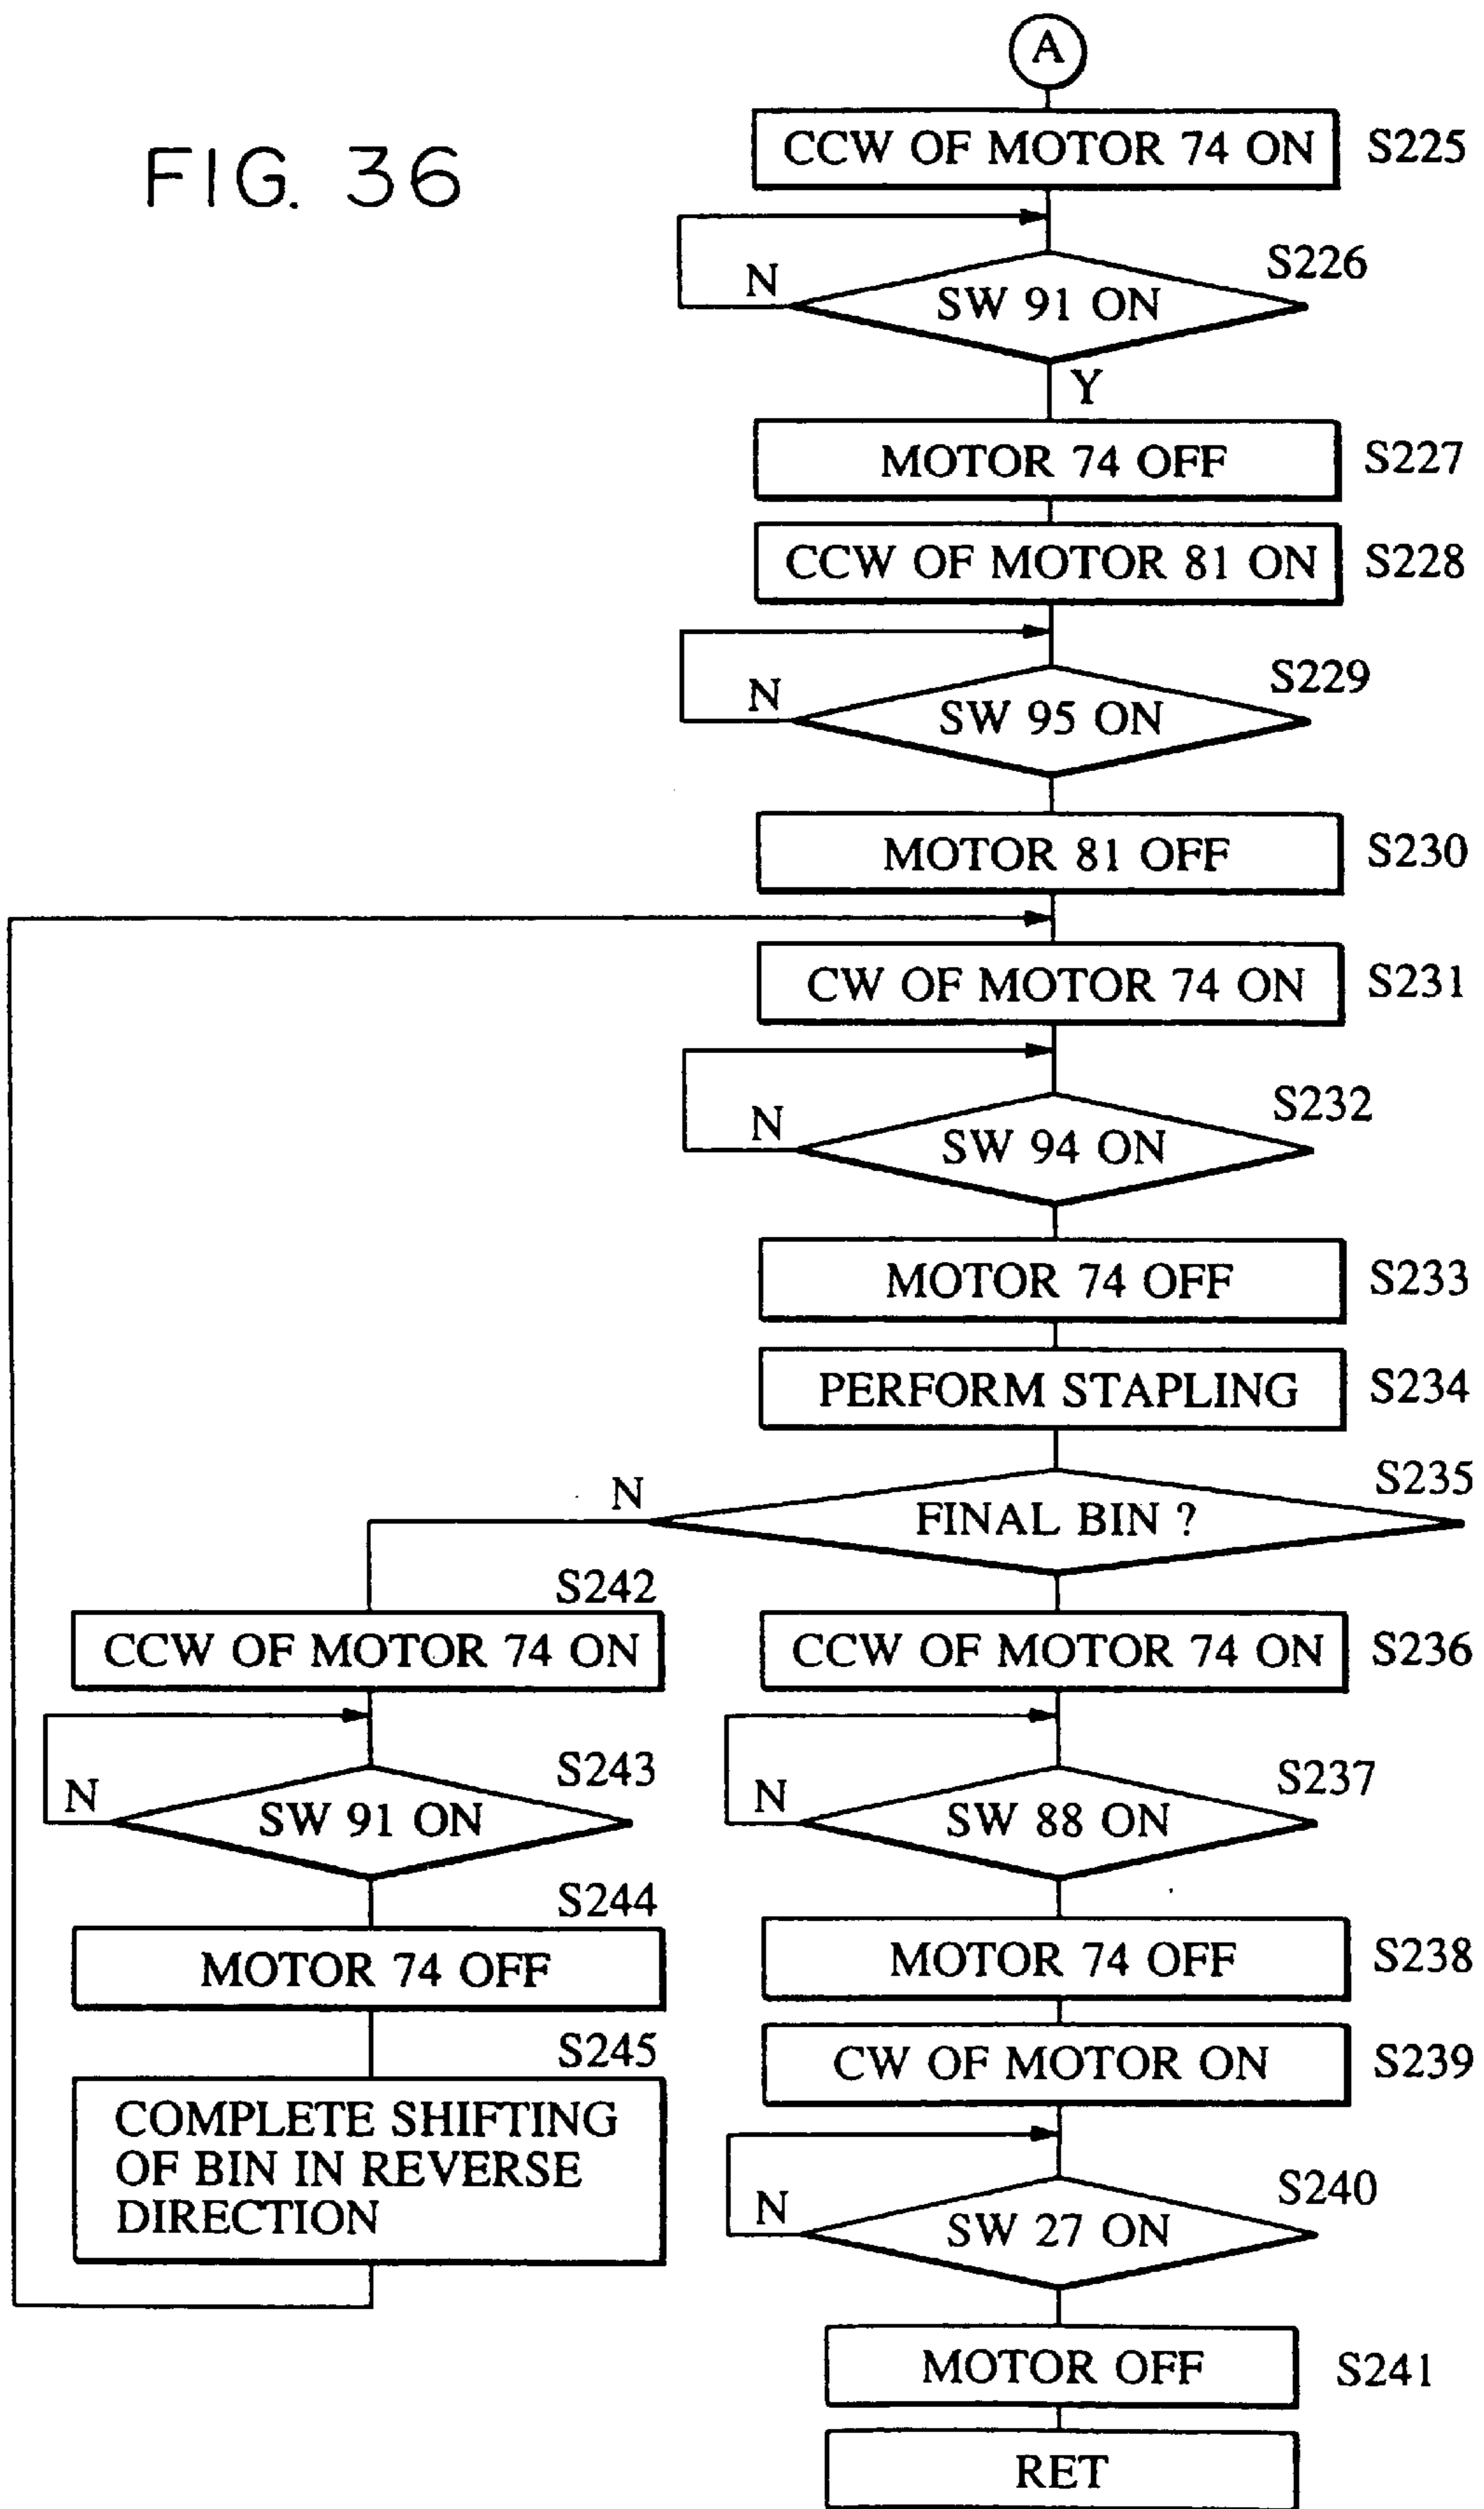 A
FIG. 36
CCW OF MOTOR 74 ON
S225
S226
N
SW 91 ON
Y
MOTOR 74 OFF
S227
CCW OF MOTOR 81 ON
S228
S229
N
SW 95 ON
MOTOR 81 OFF
S230
CW OF MOTOR 74 ON
S231
S232
N
SW 94 ON
MOTOR 74 OFF
S233
PERFORM STAPLING
S234
S235
N
FINAL BIN ?
S242
CCW OF MOTOR 74 ON
CCW OF MOTOR 74 ON
S236
S243
N
SW 91 ON
S237
N
SW 88 ON
S244
MOTOR 74 OFF
MOTOR 74 OFF
S238
S245
COMPLETE SHIFTING
OF BIN IN REVERSE
DIRECTION
CW OF MOTOR ON
S239
S240
N
SW 27 ON
MOTOR OFF
S241
RET